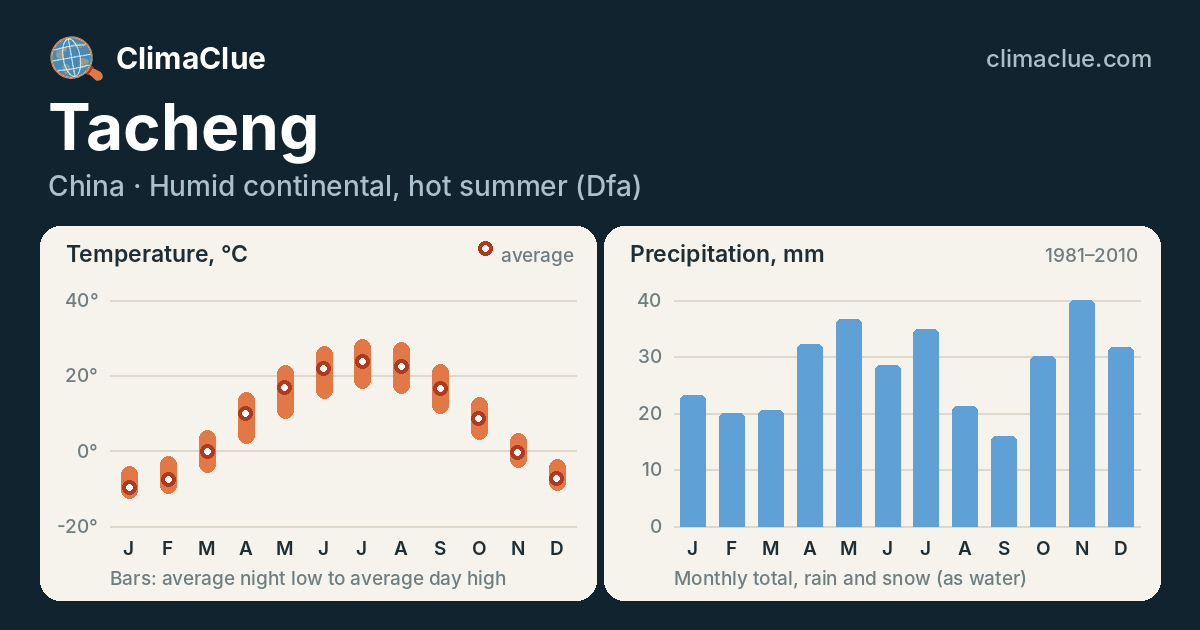 ClimaClue
climaclue.com
Tacheng
China · Humid continental, hot summer (Dfa)
Temperature, °C
average
40°
20°
0°
-20°
J F M A M J J A S O N D
Bars: average night low to average day high
Precipitation, mm
1981–2010
40
30
20
10
0
J F M A M J J A S O N D
Monthly total, rain and snow (as water)